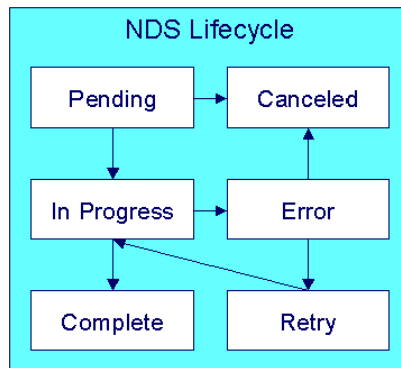 NDS Lifecycle
Pending
Canceled
In Progress
Error
Complete
Retry